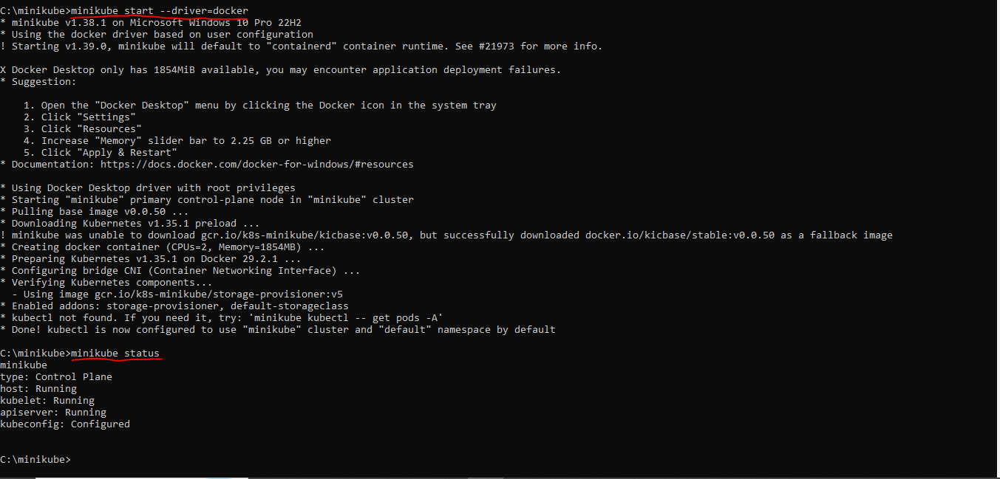 C:\minikube>minikube start --driver=docker
* minikube v1.38.1 on Microsoft Windows 10 Pro 22H2
* Using the docker driver based on user configuration
! Starting v1.39.0, minikube will default to "containerd" container runtime. See #21973 for more info.
X Docker Desktop only has 1854MiB available, you may encounter application deployment failures.
* Suggestion:
1. Open the "Docker Desktop" menu by clicking the Docker icon in the system tray
2. Click "Settings"
3. Click "Resources"
4. Increase "Memory" slider bar to 2.25 GB or higher
5. Click "Apply & Restart"
* Documentation: https://docs.docker.com/docker-for-windows/#resources
* Using Docker Desktop driver with root privileges
* Starting "minikube" primary control-plane node in "minikube" cluster
* Pulling base image v0.0.50 ...
* Downloading Kubernetes v1.35.1 preload ...
! minikube was unable to download gcr.io/k8s-minikube/kicbase:v0.0.50, but successfully downloaded docker.io/kicbase/stable:v0.0.50 as a fallback image
* Creating docker container (CPUs=2, Memory=1854MB) ...
* Preparing Kubernetes v1.35.1 on Docker 29.2.1 ...
* Configuring bridge CNI (Container Networking Interface) ...
* Verifying Kubernetes components...
- Using image gcr.io/k8s-minikube/storage-provisioner:v5
* Enabled addons: storage-provisioner, default-storageclass
* kubectl not found. If you need it, try: 'minikube kubectl -- get pods -A'
* Done! kubectl is now configured to use "minikube" cluster and "default" namespace by default
C:\minikube>minikube status
minikube
type: Control Plane
host: Running
kubelet: Running
apiserver: Running
kubeconfig: Configured
C:\minikube>